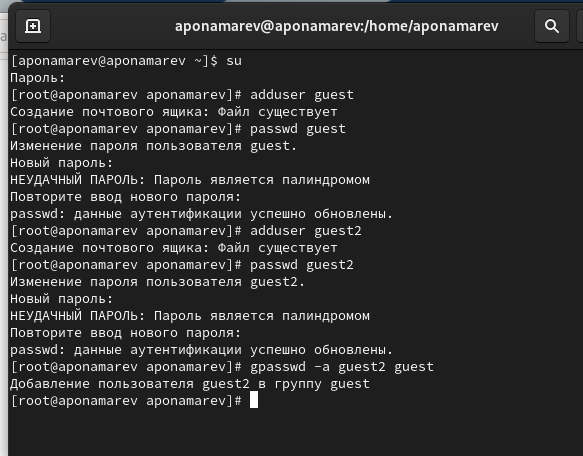 aponamarev@aponamarev:/home/aponamarev
[aponamarev@aponamarev ~]$ su
Пароль:
[root@aponamarev aponamarev]# adduser guest
Создание почтового ящика: Файл существует
[root@aponamarev aponamarev]# passwd guest
Изменение пароля пользователя guest.
Новый пароль:
НЕУДАЧНЫЙ ПАРОЛЬ: Пароль является палиндромом
Повторите ввод нового пароля:
passwd: данные аутентификации успешно обновлены.
[root@aponamarev aponamarev]# adduser guest2
Создание почтового ящика: Файл существует
[root@aponamarev aponamarev]# passwd guest2
Изменение пароля пользователя guest2.
Новый пароль:
НЕУДАЧНЫЙ ПАРОЛЬ: Пароль является палиндромом
Повторите ввод нового пароля:
passwd: данные аутентификации успешно обновлены.
[root@aponamarev aponamarev]# gpasswd -a guest2 guest
Добавление пользователя guest2 в группу guest
[root@aponamarev aponamarev]#